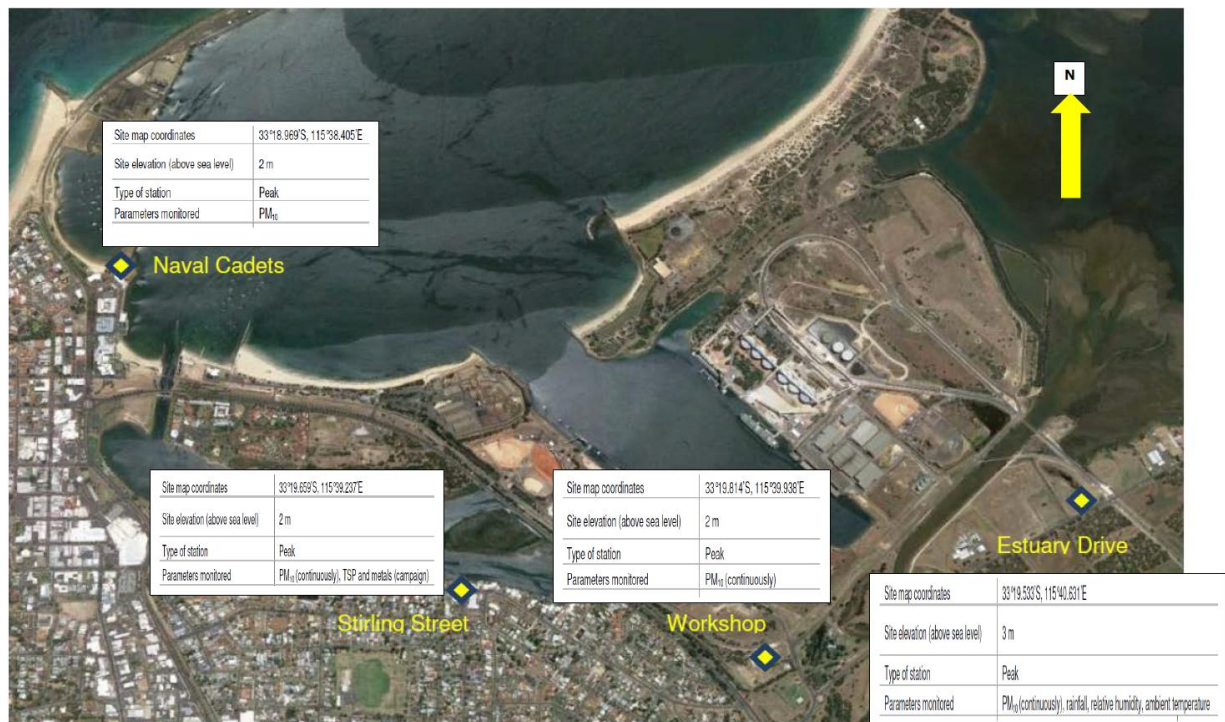 N
Site map coordinates 33°18.969'S, 115°38.405'E
Site elevation (above sea level) 2 m
Type of station Peak
Parameters monitored PM₁₀
Naval Cadets
Site map coordinates 33°19.659'S, 115°39.237'E
Site elevation (above sea level) 2 m
Type of station Peak
Parameters monitored PM₁₀ (continuously), TSP and metals (campaign)
Stirling Street
Site map coordinates 33°19.814'S, 115°39.938'E
Site elevation (above sea level) 2 m
Type of station Peak
Parameters monitored PM₁₀ (continuously)
Workshop
Estuary Drive
Site map coordinates 33°19.533'S, 115°40.631'E
Site elevation (above sea level) 3 m
Type of station Peak
Parameters monitored PM₁₀ (continuously), rainfall, relative humidity, ambient temperature